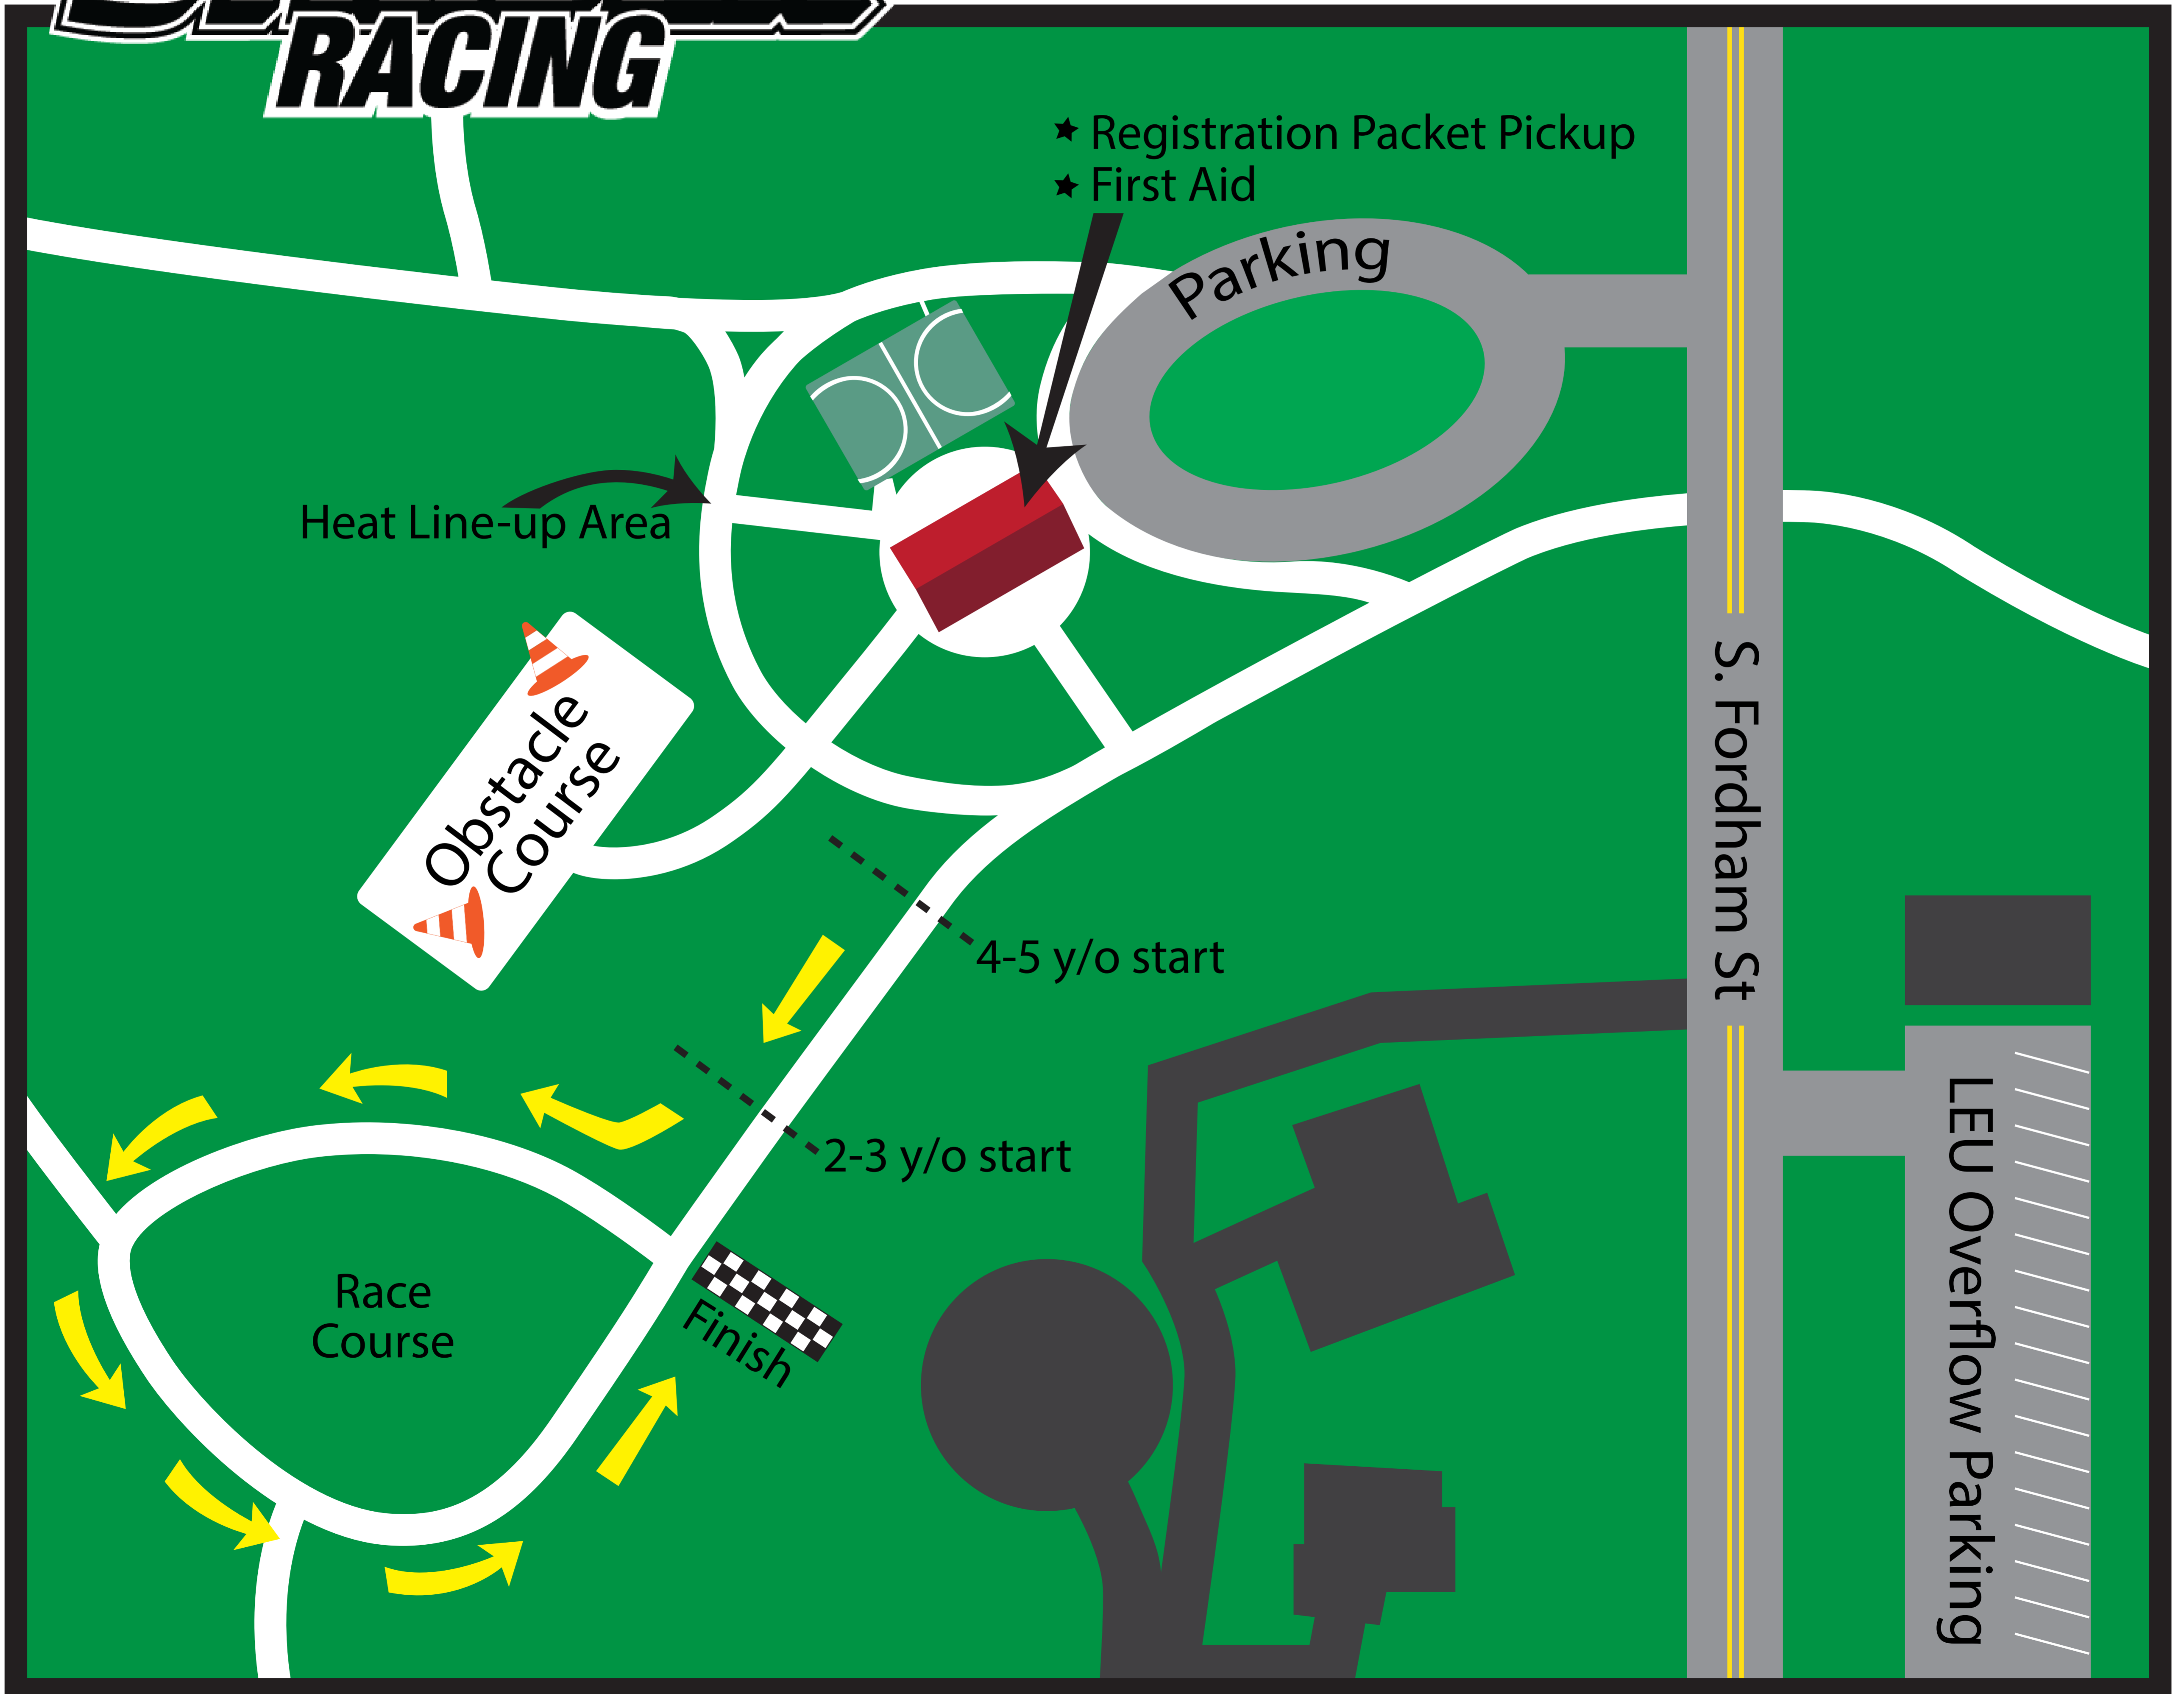 RACING
Registration Packet Pickup
First Aid
Parking
Heat Line-up Area
Obstacle
Course
S. Fordham St
4-5 y/o start
2-3 y/o start
LEU Overflow Parking
Race
Course
Finish